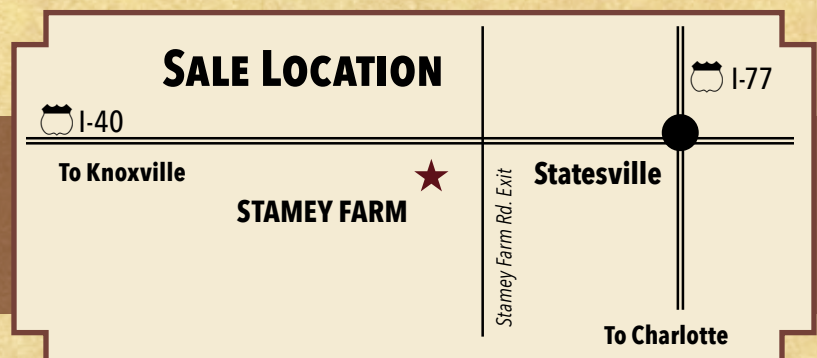 SALE LOCATION
I-77
I-40
To Knoxville
Statesville
STAMEY FARM
Stamey Farm Rd. Exit
To Charlotte